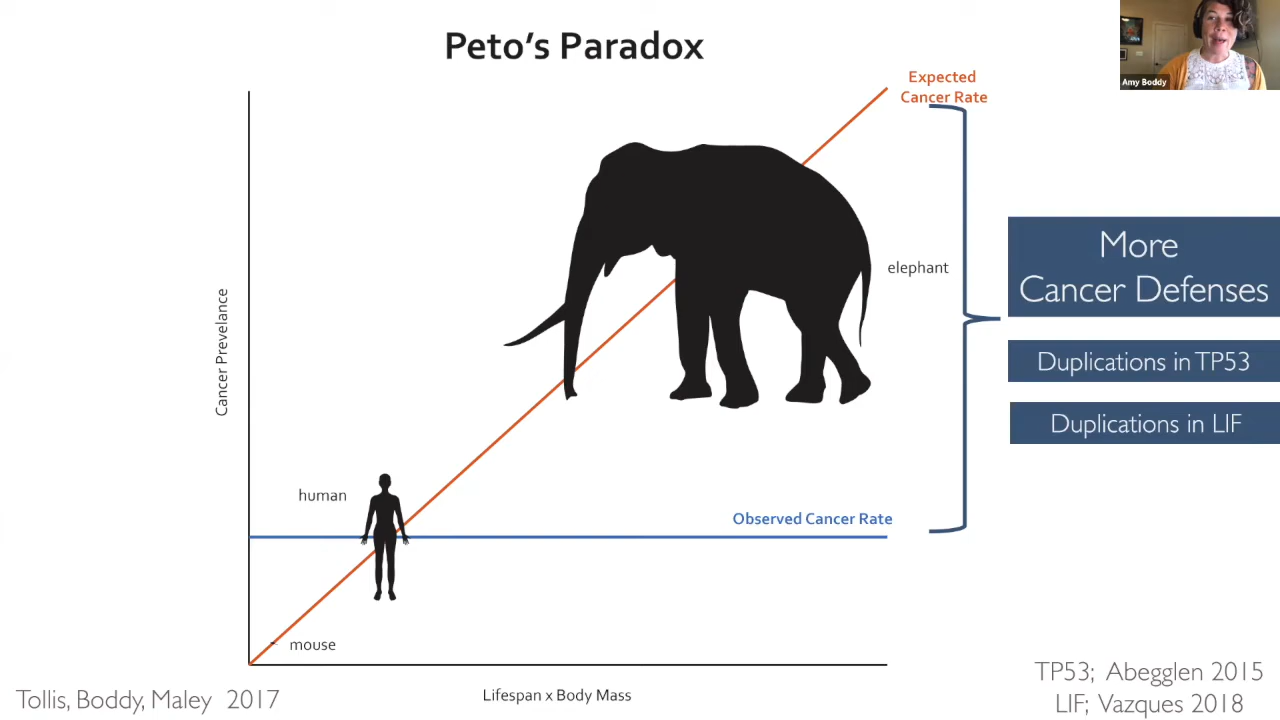 Peto's Paradox
Amy Boddy
Expected
Cancer Rate
More
Cancer Defenses
elephant
Duplications in TP53
Duplications in LIF
Cancer Prevelance
human
Observed Cancer Rate
mouse
Lifespan x Body Mass
Tollis, Boddy, Maley 2017
TP53; Abegglen 2015
LIF; Vazques 2018